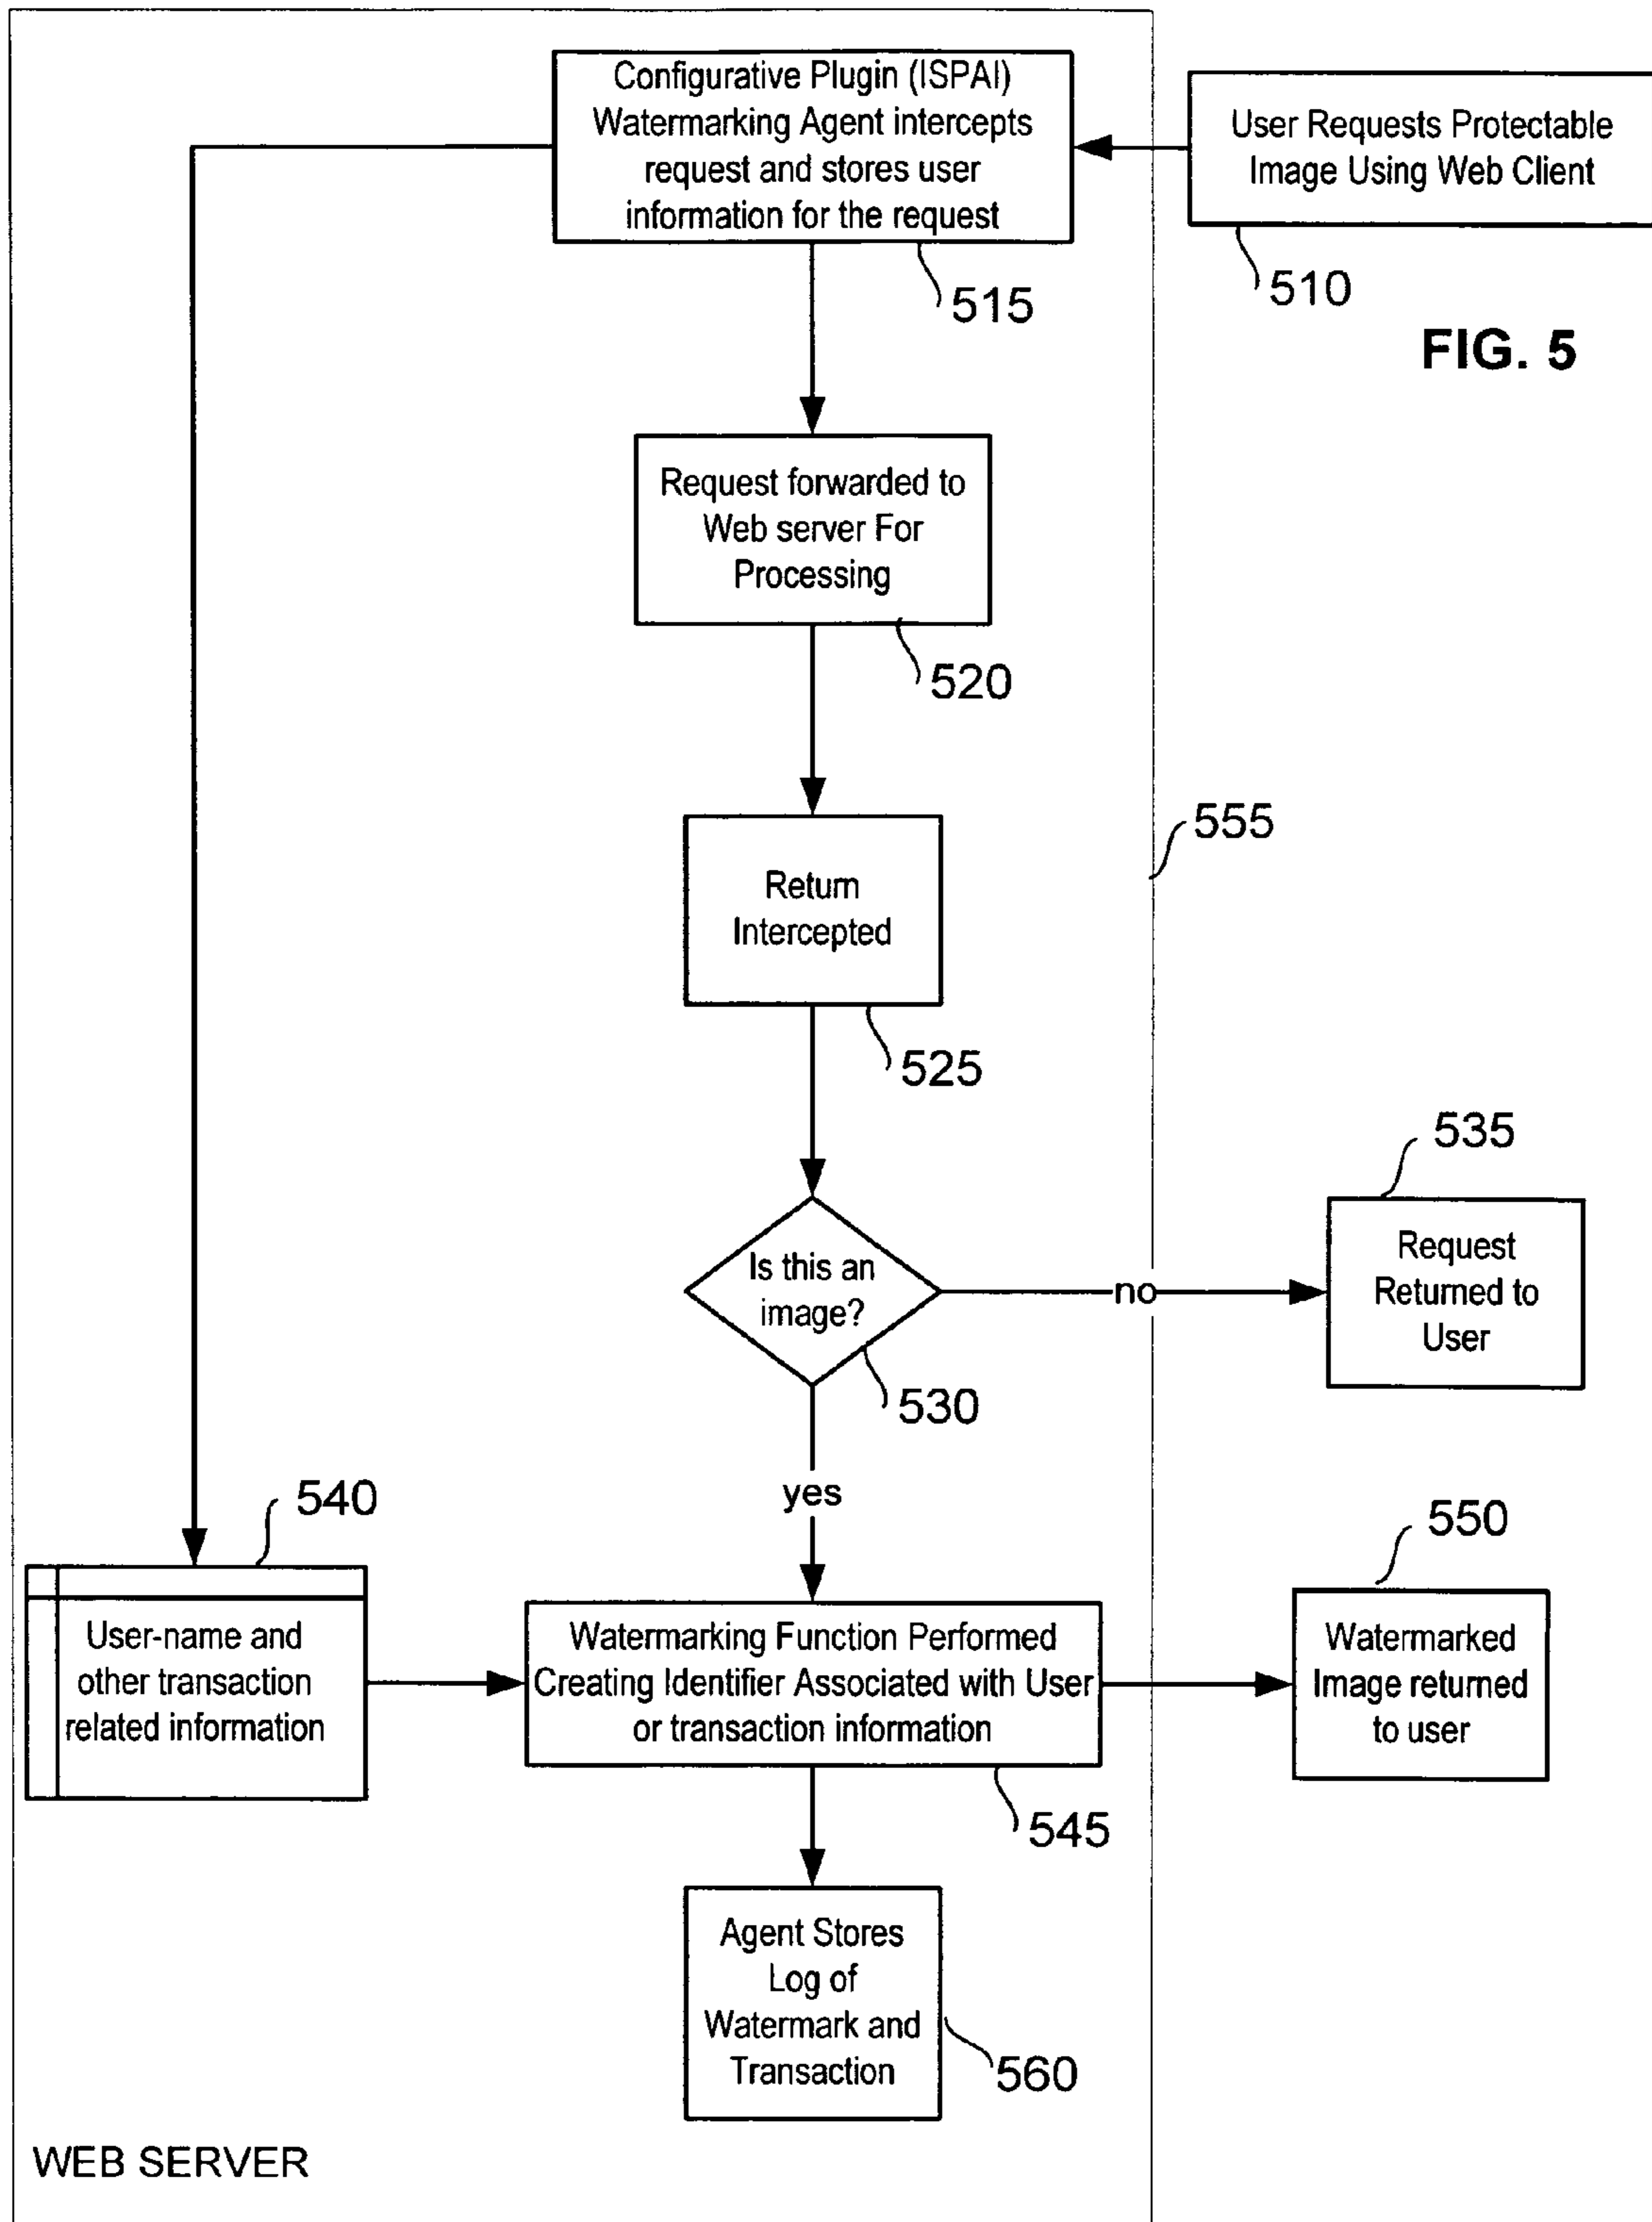 Configurative Plugin (ISPAI)
Watermarking Agent intercepts
request and stores user
information for the request
515
User Requests Protectable
Image Using Web Client
510
FIG. 5
Request forwarded to
Web server For
Processing
520
555
Return
Intercepted
525
535
Is this an
image?
530
no
Request
Returned to
User
yes
540
550
User-name and
other transaction
related information
Watermarking Function Performed
Creating Identifier Associated with User
or transaction information
545
Watermarked
Image returned
to user
Agent Stores
Log of
Watermark and
Transaction
560
WEB SERVER